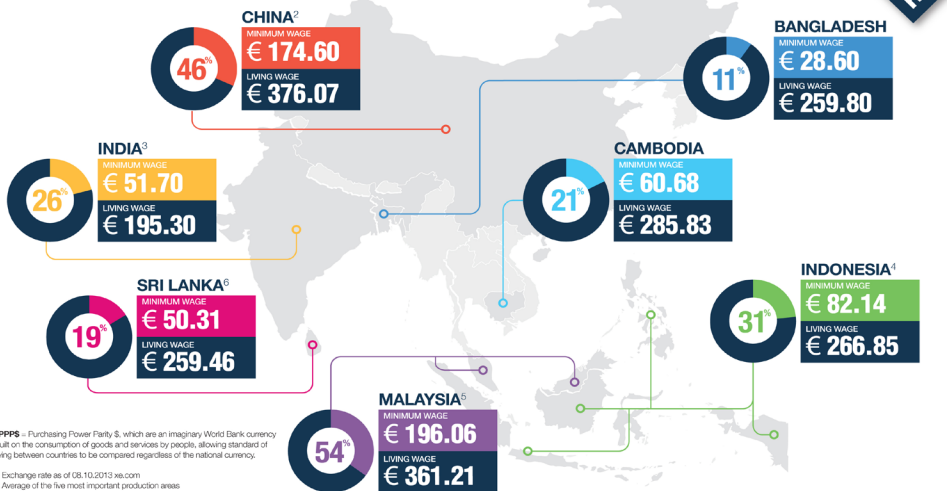 CHINA²
MINIMUM WAGE
46%
€ 174.60
LIVING WAGE
€ 376.07
BANGLADESH
MINIMUM WAGE
11%
€ 28.60
LIVING WAGE
€ 259.80
INDIA³
MINIMUM WAGE
26%
€ 51.70
LIVING WAGE
€ 195.30
CAMBODIA
MINIMUM WAGE
21%
€ 60.68
LIVING WAGE
€ 285.83
SRI LANKA⁶
MINIMUM WAGE
19%
€ 50.31
LIVING WAGE
€ 259.46
INDONESIA⁴
MINIMUM WAGE
31%
€ 82.14
LIVING WAGE
€ 266.85
MALAYSIA⁵
MINIMUM WAGE
54%
€ 196.06
LIVING WAGE
€ 361.21
PPP$ = Purchasing Power Parity $, which are an imaginary World Bank currency
uilt on the consumption of goods and services by people, allowing standard of
ving between countries to be compared regardless of the national currency.
Exchange rate as of 08.10.2013 xe.com
Average of the five most important production areas